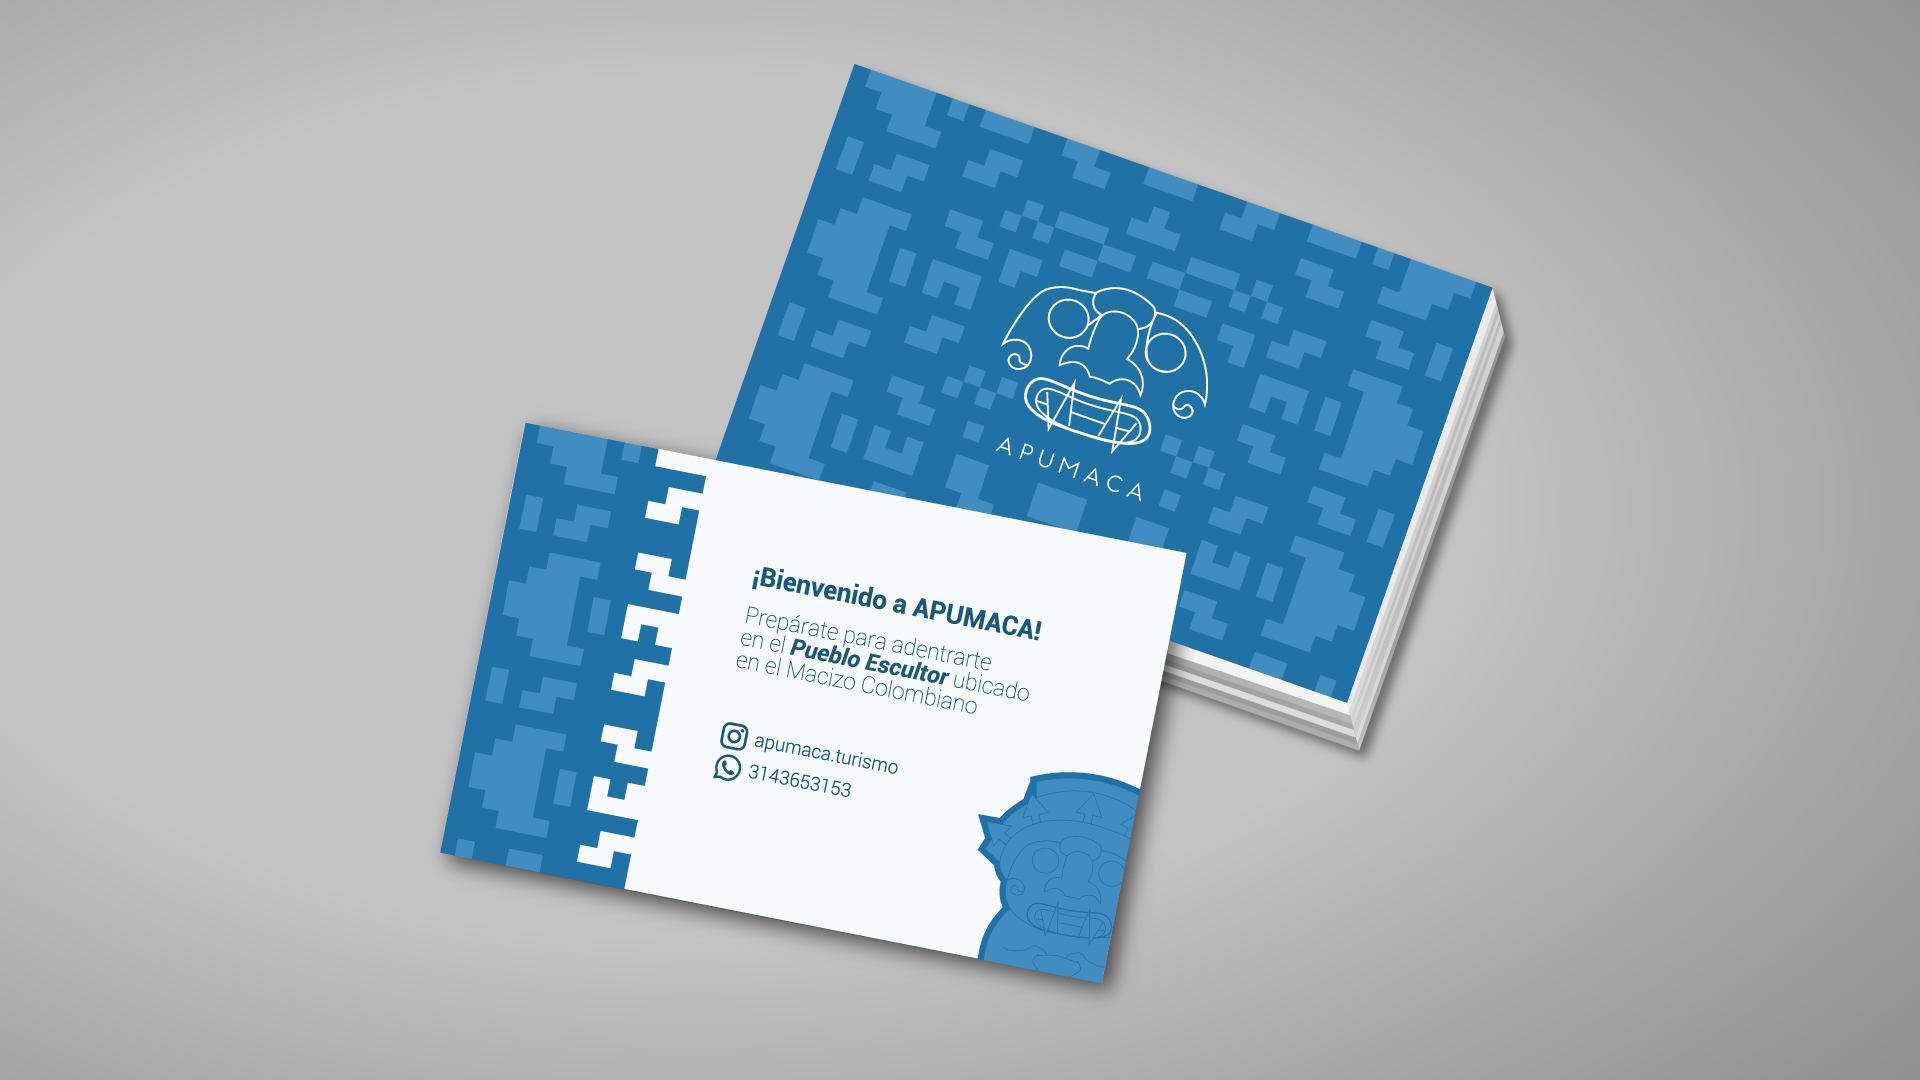 APUMACA
¡Bienvenido a APUMACA!
Prepárate para adentrarte
en el Pueblo Escultor ubicado
en el Macizo Colombiano
apumaca.turismo
3143653153